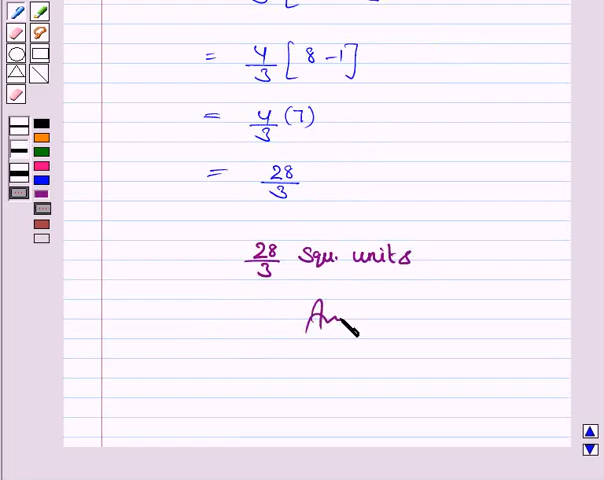 = 4/3 [ 8 - 1 ]
= 4/3 (7)
= 28/3
28/3 Squ. units